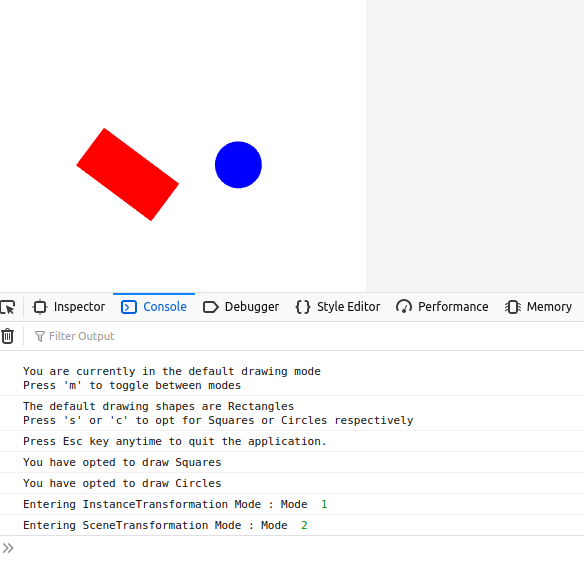 Inspector Console Debugger Style Editor Performance Memory
Filter Output
You are currently in the default drawing mode
Press 'm' to toggle between modes
The default drawing shapes are Rectangles
Press 's' or 'c' to opt for Squares or Circles respectively
Press Esc key anytime to quit the application.
You have opted to draw Squares
You have opted to draw Circles
Entering InstanceTransformation Mode : Mode 1
Entering SceneTransformation Mode : Mode 2